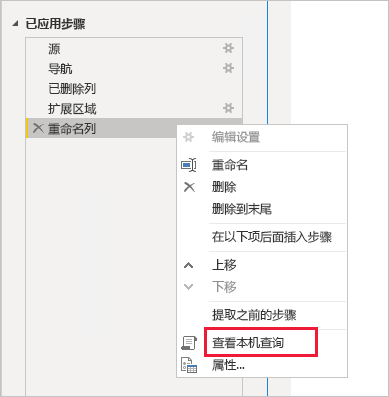 已应用步骤
源
导航
已删除列
扩展区域
重命名列
编辑设置
重命名
删除
删除到末尾
在以下项后面插入步骤
上移
下移
提取之前的步骤
查看本机查询
属性...